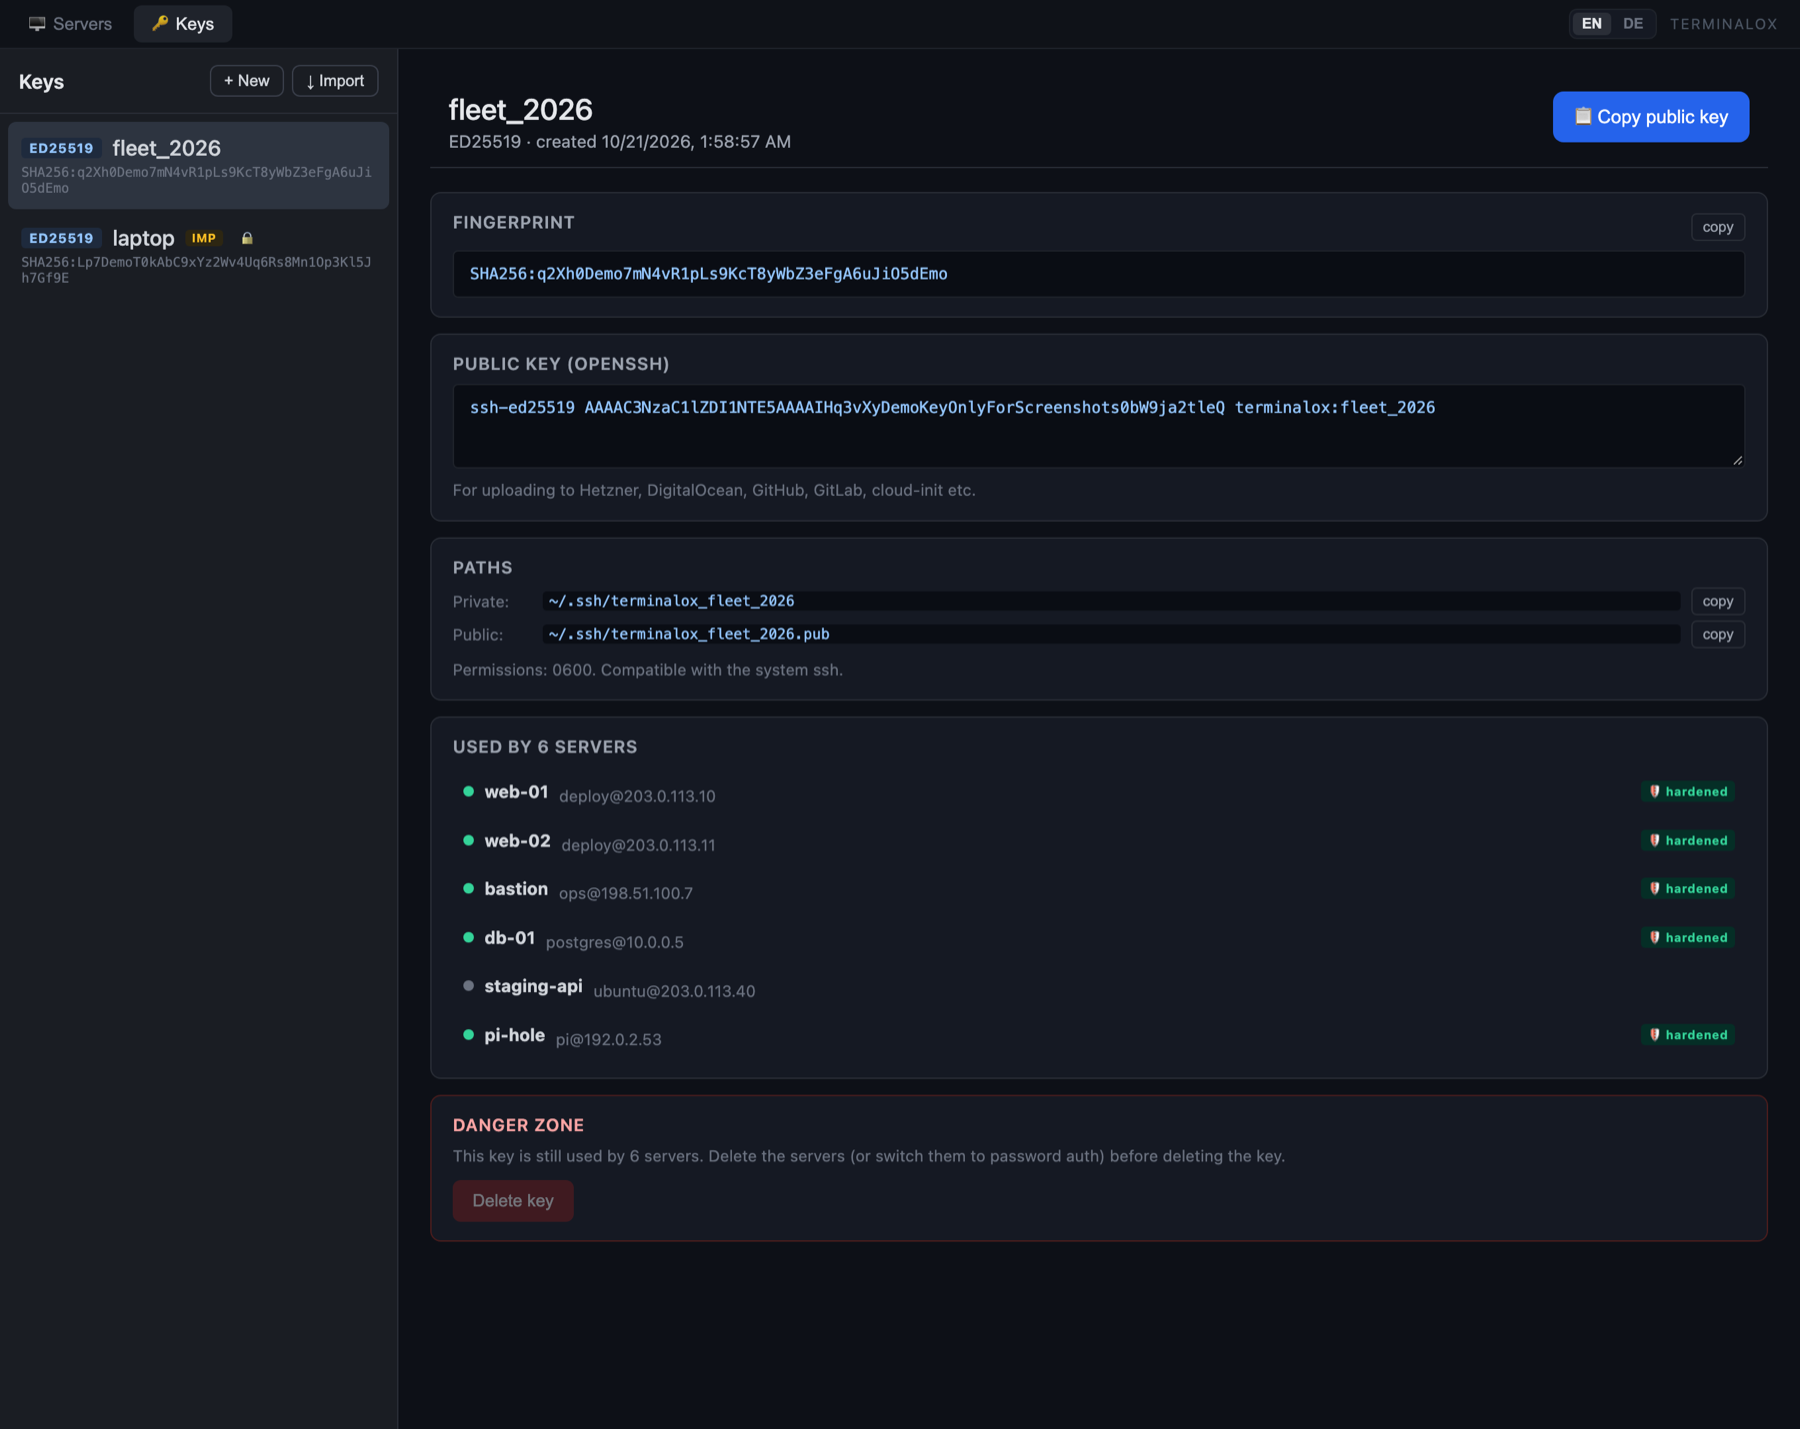 Servers
Keys
EN DE TERMINALOX
Keys
+ New
↓ Import
ED25519 fleet_2026
SHA256:q2Xh0Demo7mN4vR1pLs9KcT8yWbZ3eFgA6uJi
O5dEmo
ED25519 laptop IMP
SHA256:Lp7DemoT0kAbC9xYz2Wv4Uq6Rs8Mn1Op3Kl5J
h7Gf9E
fleet_2026
ED25519 · created 10/21/2026, 1:58:57 AM
Copy public key
FINGERPRINT
copy
SHA256:q2Xh0Demo7mN4vR1pLs9KcT8yWbZ3eFgA6uJiO5dEmo
PUBLIC KEY (OPENSSH)
ssh-ed25519 AAAAC3NzaC1lZDI1NTE5AAAAIHq3vXyDemoKeyOnlyForScreenshots0bW9ja2tleQ terminalox:fleet_2026
For uploading to Hetzner, DigitalOcean, GitHub, GitLab, cloud-init etc.
PATHS
Private: ~/.ssh/terminalox_fleet_2026 copy
Public: ~/.ssh/terminalox_fleet_2026.pub copy
Permissions: 0600. Compatible with the system ssh.
USED BY 6 SERVERS
web-01 deploy@203.0.113.10 hardened
web-02 deploy@203.0.113.11 hardened
bastion ops@198.51.100.7 hardened
db-01 postgres@10.0.0.5 hardened
staging-api ubuntu@203.0.113.40
pi-hole pi@192.0.2.53 hardened
DANGER ZONE
This key is still used by 6 servers. Delete the servers (or switch them to password auth) before deleting the key.
Delete key